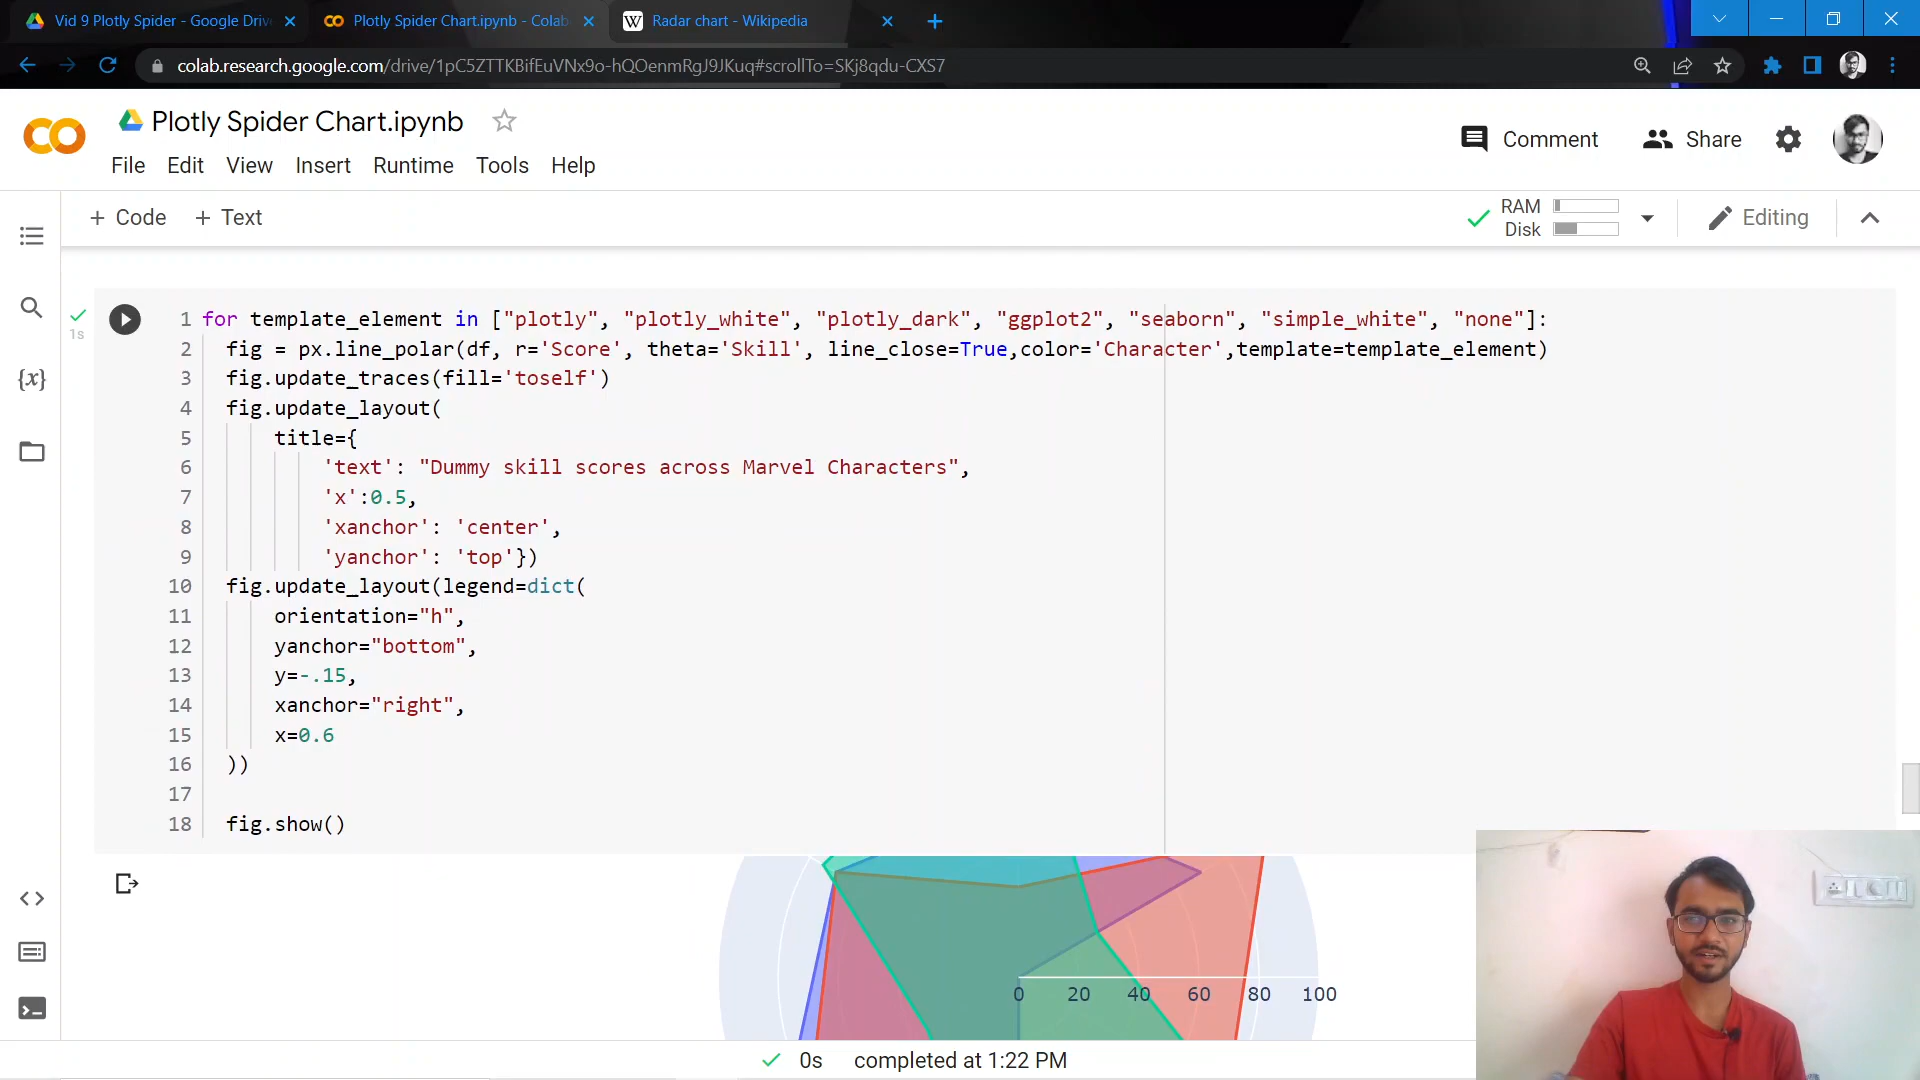 Vid 9 Plotly Spider - Google Driv
Plotly Spider Chart.ipynb - Colab
W Radar chart - Wikipedia
colab.research.google.com/drive/1pC5ZTTKBifEuVNx9o-hQOenmRgJ9JKuq#scrollTo=SKj8qdu-CXS7
Plotly Spider Chart.ipynb
Comment
Share
File Edit View Insert Runtime Tools Help
+ Code + Text
RAM
Disk
Editing
{x}
1s
1 for template_element in ["plotly", "plotly_white", "plotly_dark", "ggplot2", "seaborn", "simple_white", "none"]:
2 fig = px.line_polar(df, r='Score', theta='Skill', line_close=True,color='Character',template=template_element)
3 fig.update_traces(fill='toself')
4 fig.update_layout(
5 title={
6 'text': "Dummy skill scores across Marvel Characters",
7 'x':0.5,
8 'xanchor': 'center',
9 'yanchor': 'top'})
10 fig.update_layout(legend=dict(
11 orientation="h",
12 yanchor="bottom",
13 y=-.15,
14 xanchor="right",
15 x=0.6
16 ))
17
18 fig.show()
0 20 40 60 80 100
0s completed at 1:22 PM